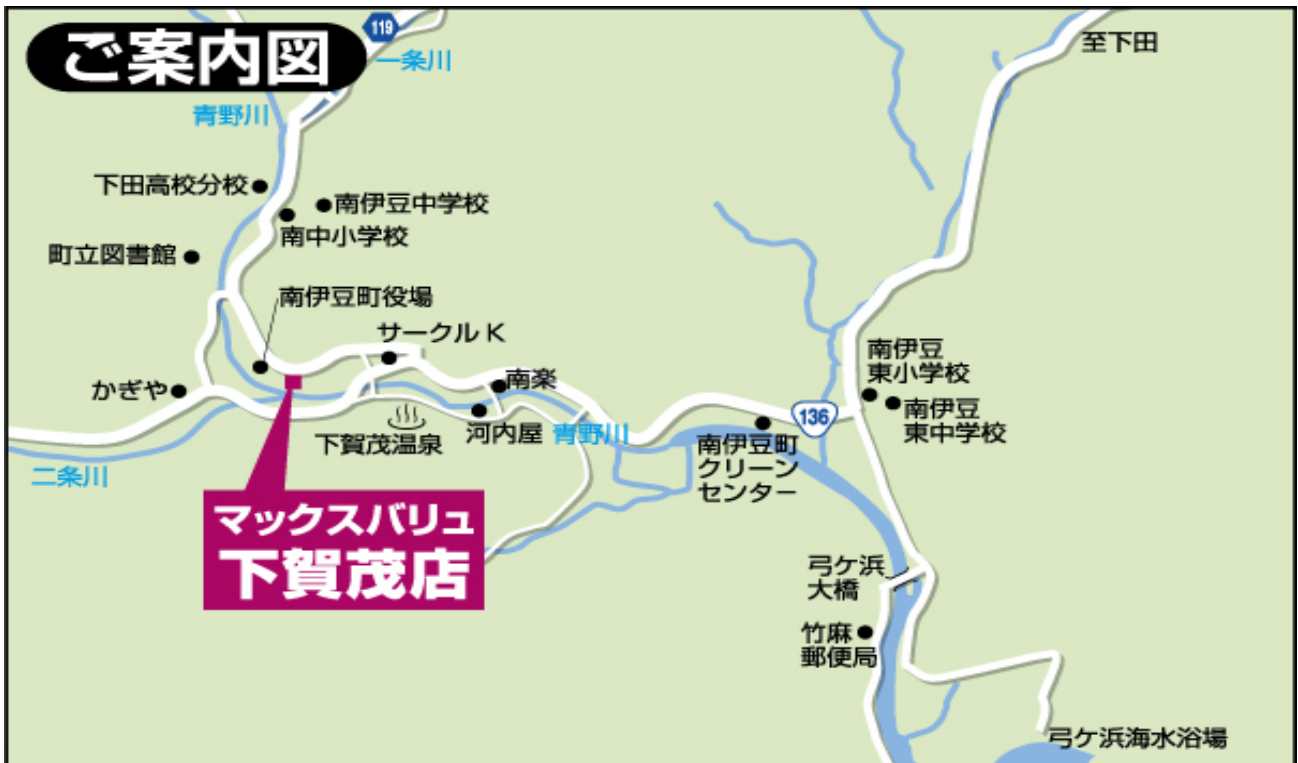 ご案内図
119
一条川
至下田
青野川
下田高校分校
南伊豆中学校
南中小学校
町立図書館
南伊豆町役場
サークルK
かぎや
南楽
南伊豆
東小学校
南伊豆
東中学校
136
下賀茂温泉
河内屋
青野川
南伊豆町
クリーン
センター
二条川
マックスバリュ
下賀茂店
弓ケ浜
大橋
竹麻
郵便局
弓ケ浜海水浴場